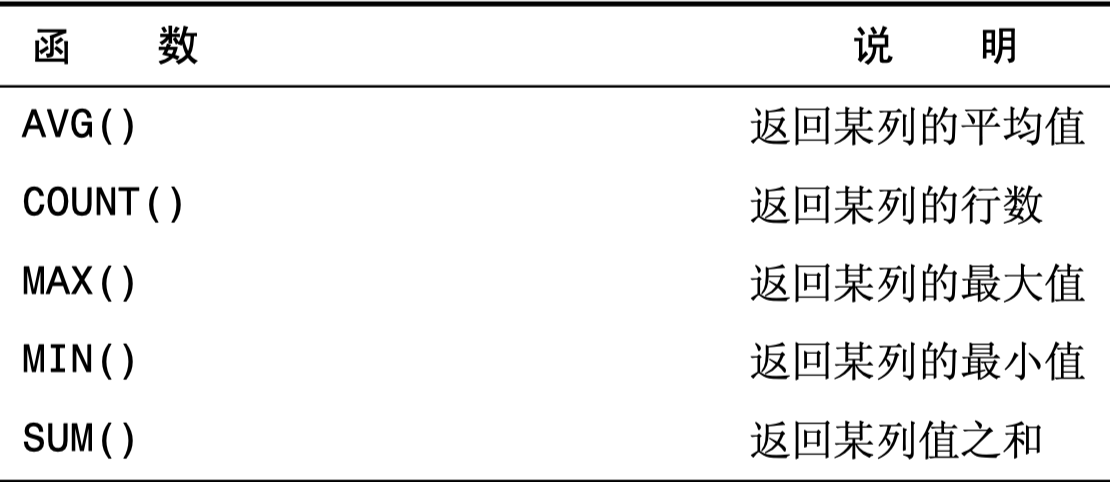 函 数 说 明
AVG() 返回某列的平均值
COUNT() 返回某列的行数
MAX() 返回某列的最大值
MIN() 返回某列的最小值
SUM() 返回某列值之和